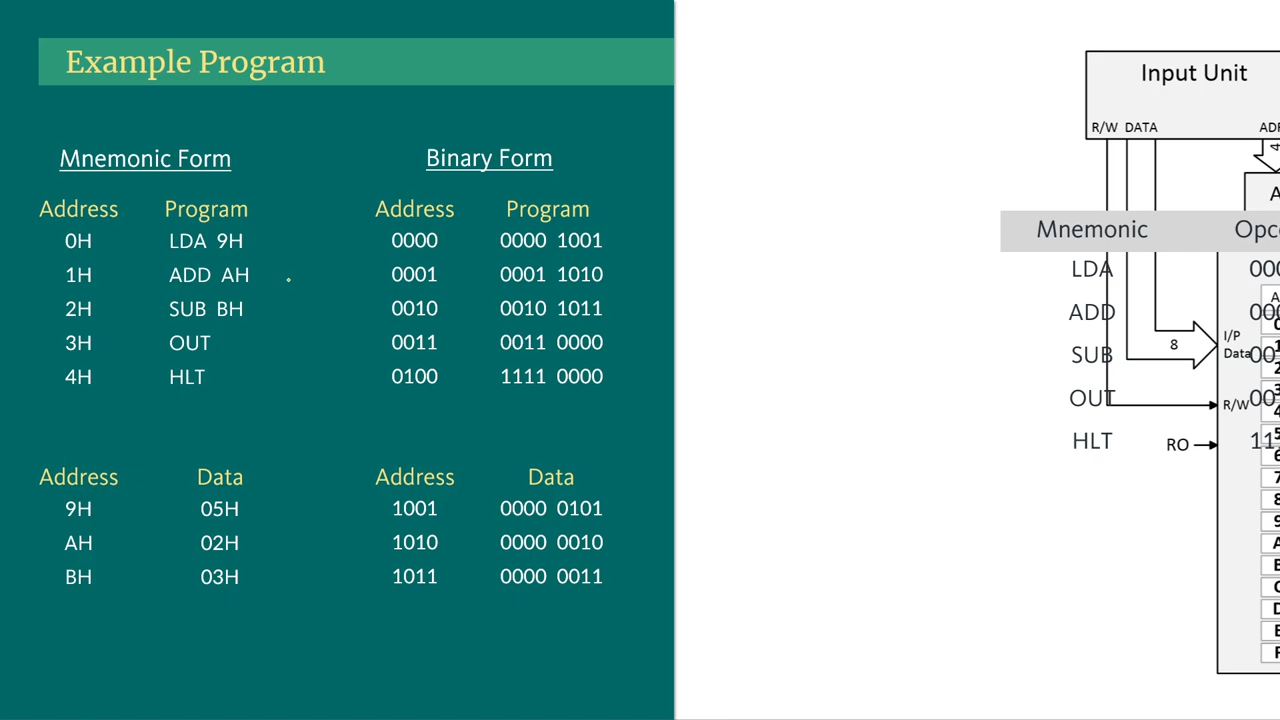 Example Program
Mnemonic Form
Address Program
0H LDA 9H
1H ADD AH
2H SUB BH
3H OUT
4H HLT
Address Data
9H 05H
AH 02H
BH 03H
Binary Form
Address Program
0000 0000 1001
0001 0001 1010
0010 0010 1011
0011 0011 0000
0100 1111 0000
Address Data
1001 0000 0101
1010 0000 0010
1011 0000 0011
Input Unit
R/W DATA
4
Mnemonic
LDA
ADD
SUB
OUT
HLT
8
I/P
Data
R/W
RO